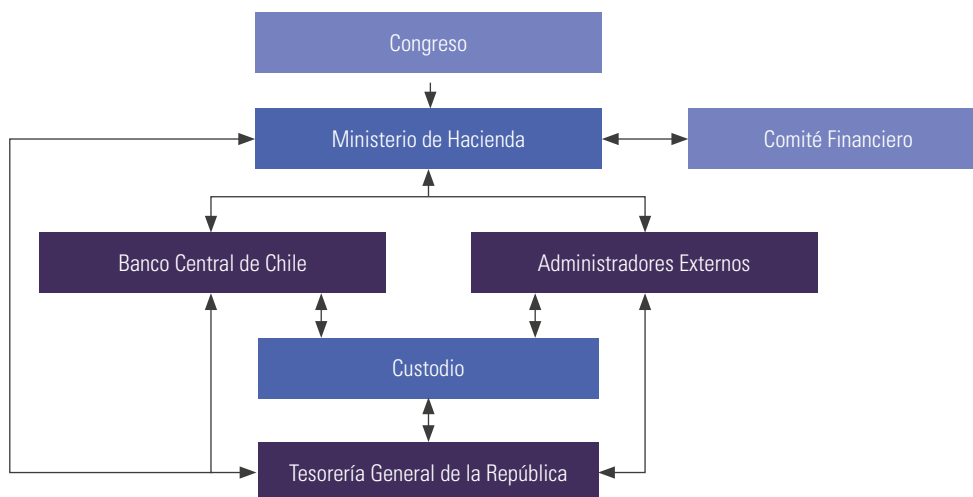 Congreso
Ministerio de Hacienda
Comité Financiero
Banco Central de Chile
Administradores Externos
Custodio
Tesorería General de la República